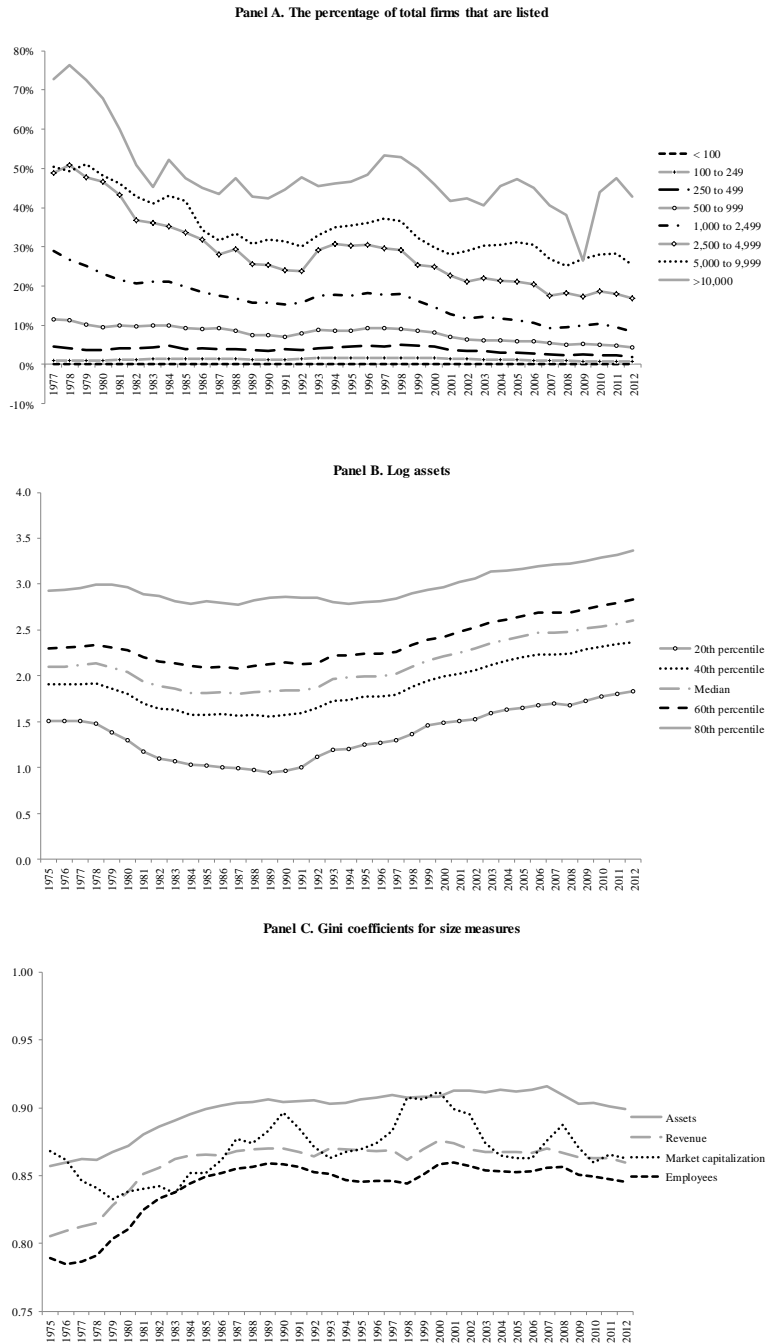 Panel A. The percentage of total firms that are listed
80%
70%
60%
50%
40%
30%
20%
10%
0%
-10%
1977 1978 1979 1980 1981 1982 1983 1984 1985 1986 1987 1988 1989 1990 1991 1992 1993 1994 1995 1996 1997 1998 1999 2000 2001 2002 2003 2004 2005 2006 2007 2008 2009 2010 2011 2012
< 100
100 to 249
250 to 499
500 to 999
1,000 to 2,499
2,500 to 4,999
5,000 to 9,999
>10,000
Panel B. Log assets
4.0
3.5
3.0
2.5
2.0
1.5
1.0
0.5
0.0
1975 1976 1977 1978 1979 1980 1981 1982 1983 1984 1985 1986 1987 1988 1989 1990 1991 1992 1993 1994 1995 1996 1997 1998 1999 2000 2001 2002 2003 2004 2005 2006 2007 2008 2009 2010 2011 2012
20th percentile
40th percentile
Median
60th percentile
80th percentile
Panel C. Gini coefficients for size measures
1.00
0.95
0.90
0.85
0.80
0.75
1975 1976 1977 1978 1979 1980 1981 1982 1983 1984 1985 1986 1987 1988 1989 1990 1991 1992 1993 1994 1995 1996 1997 1998 1999 2000 2001 2002 2003 2004 2005 2006 2007 2008 2009 2010 2011 2012
Assets
Revenue
Market capitalization
Employees